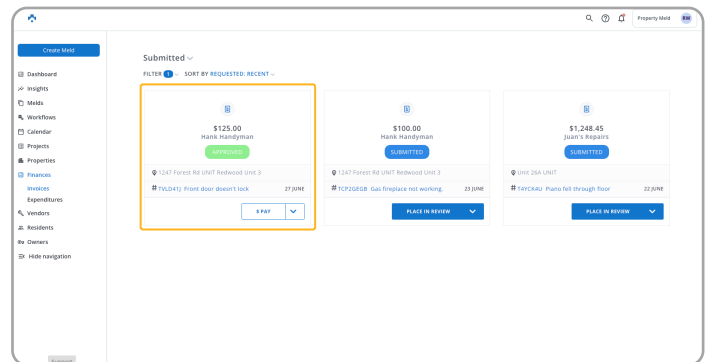 Property Meld
RW
Create Meld
Dashboard
Insights
Melds
Workflows
Calendar
Projects
Properties
Finances
Invoices
Expenditures
Vendors
Residents
Owners
Hide navigation
Support
Submitted
FILTER 1 SORT BY REQUESTED: RECENT
$125.00
Hank Handyman
APPROVED
1247 Forest Rd UNIT Redwood Unit 3
# TVLD41J Front door doesn't lock 27 JUNE
$ PAY
$100.00
Hank Handyman
SUBMITTED
1247 Forest Rd UNIT Redwood Unit 3
# TCP2GEGB Gas fireplace not working. 23 JUNE
PLACE IN REVIEW
$1,248.45
Juan's Repairs
SUBMITTED
Unit 26A UNIT
# T4YCX4U Piano fell through floor 22 JUNE
PLACE IN REVIEW